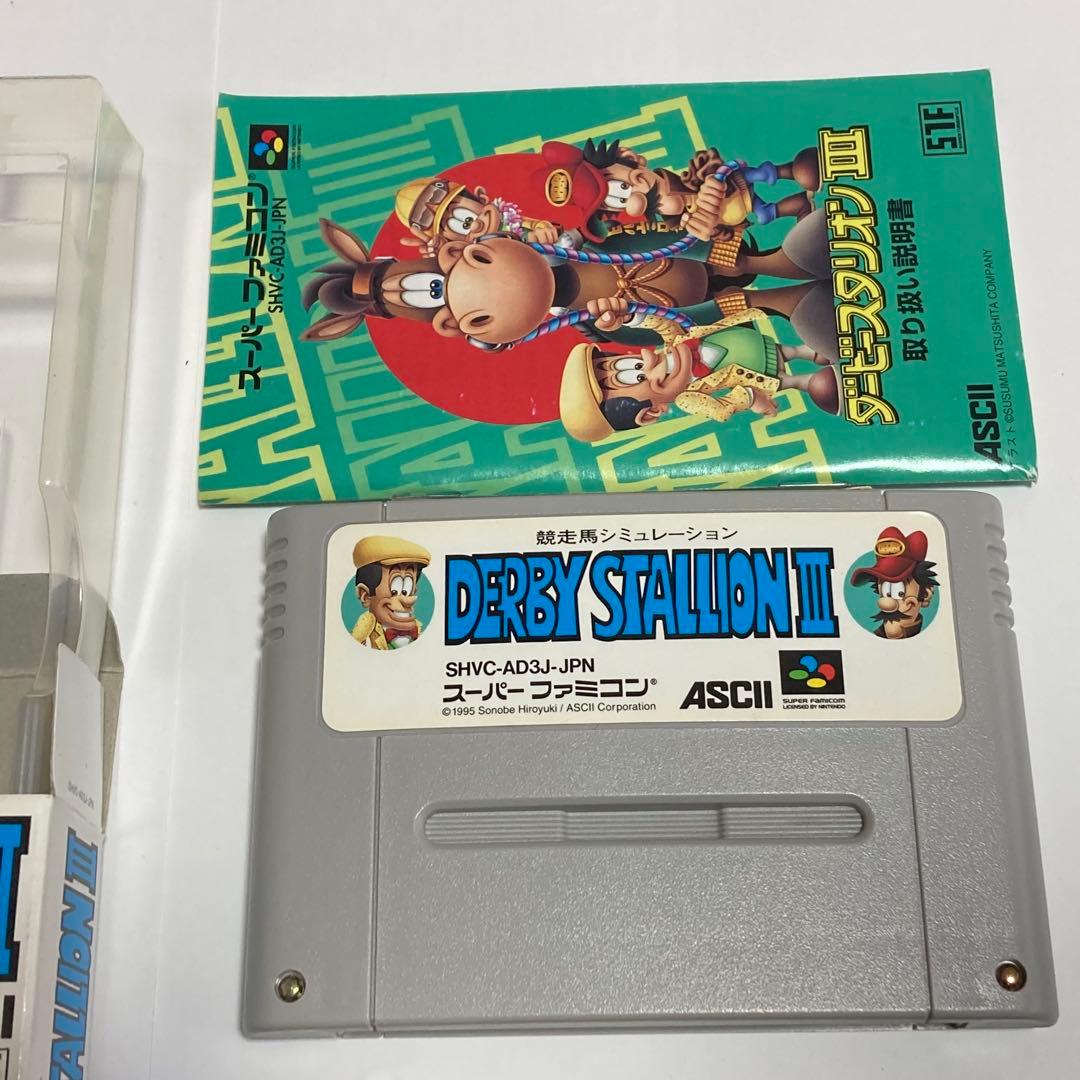 スーパーファミコン®
SHVC-AD3J-JPN
ダービースタリオンIII
取り扱い説明書
ASCII
イラスト©SUSUMU MATSUSHITA COMPANY
競走馬シミュレーション
DERBY STALLION III
SHVC-AD3J-JPN
スーパーファミコン®
ASCII
©1995 Sonobe Hiroyuki / ASCII Corporation
SUPER FAMICOM
LICENSED BY NINTENDO
SHVC-AD3J-JPN
TALLION III